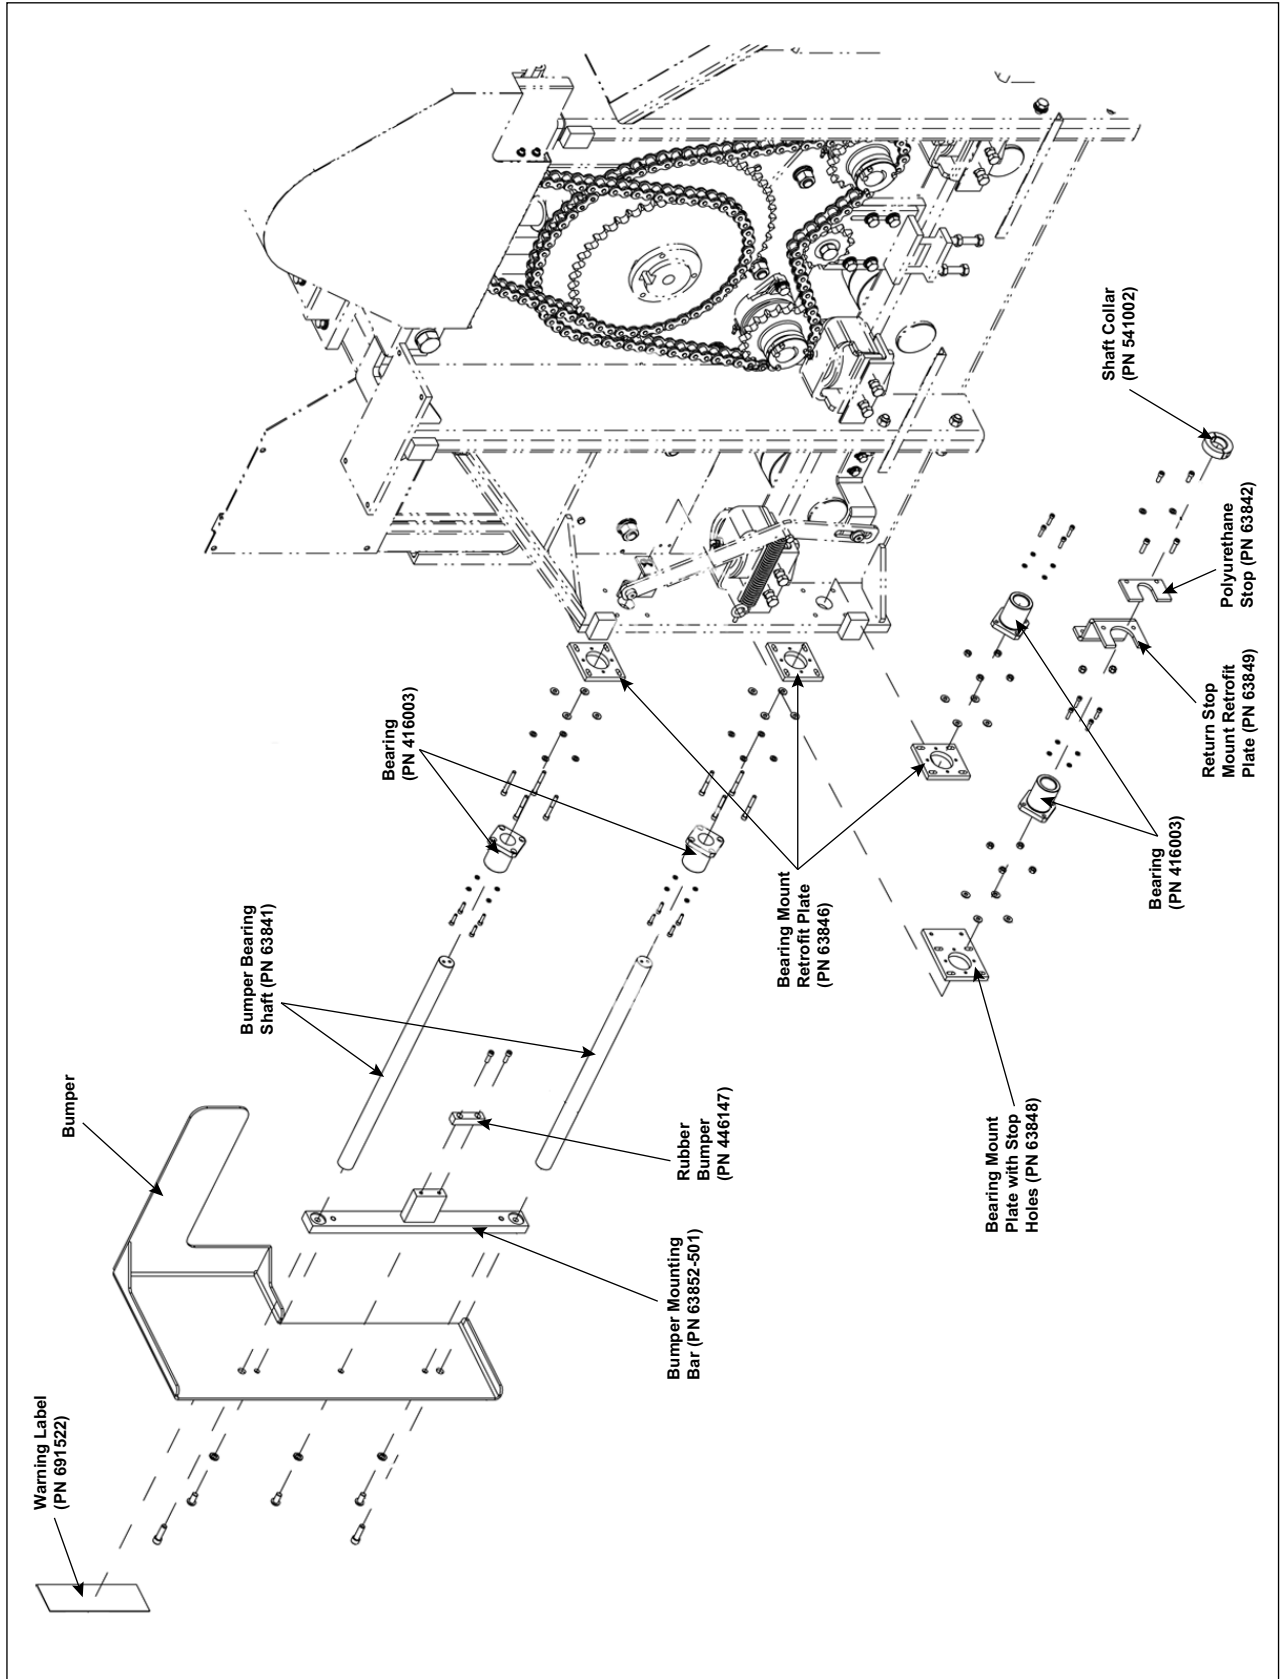 Warning Label
(PN 691522)
Bumper
Bumper Bearing
Shaft (PN 63841)
Bearing
(PN 416003)
Bumper Mounting
Bar (PN 63852-501)
Rubber
Bumper
(PN 446147)
Bearing Mount
Retrofit Plate
(PN 63846)
Bearing Mount
Plate with Stop
Holes (PN 63848)
Bearing
(PN 416003)
Return Stop
Mount Retrofit
Plate (PN 63849)
Polyurethane
Stop (PN 63842)
Shaft Collar
(PN 541002)